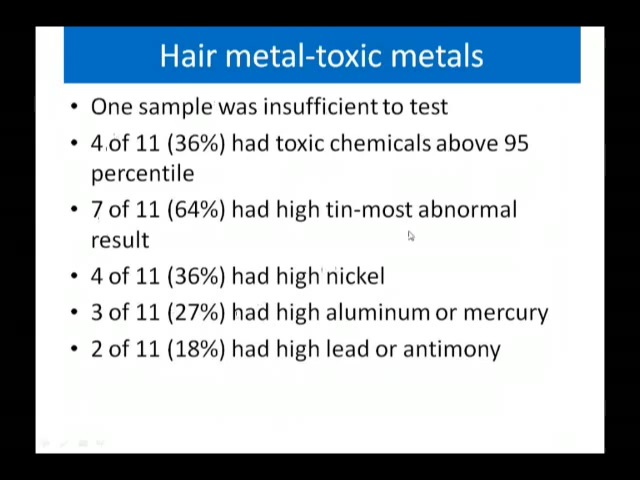 Hair metal-toxic metals
• One sample was insufficient to test
• 4 of 11 (36%) had toxic chemicals above 95
percentile
• 7 of 11 (64%) had high tin-most abnormal
result
• 4 of 11 (36%) had high nickel
• 3 of 11 (27%) had high aluminum or mercury
• 2 of 11 (18%) had high lead or antimony